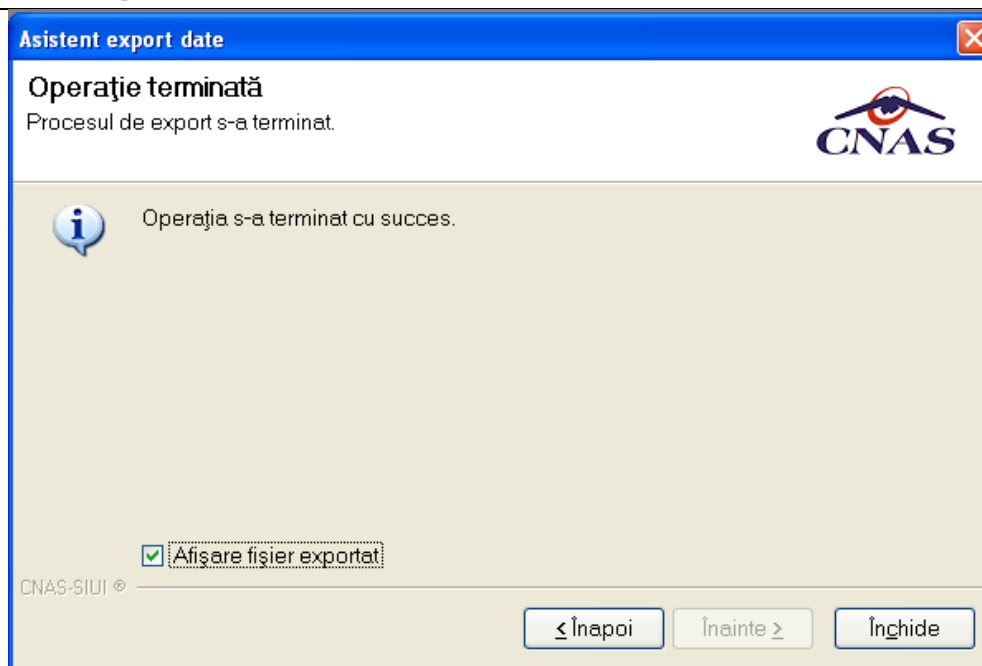 Asistent export date
Operaţie terminată
Procesul de export s-a terminat.
CNAS
Operaţia s-a terminat cu succes.
Afişare fişier exportat
CNAS-SIUI ®
< Înapoi
Înainte >
Închide